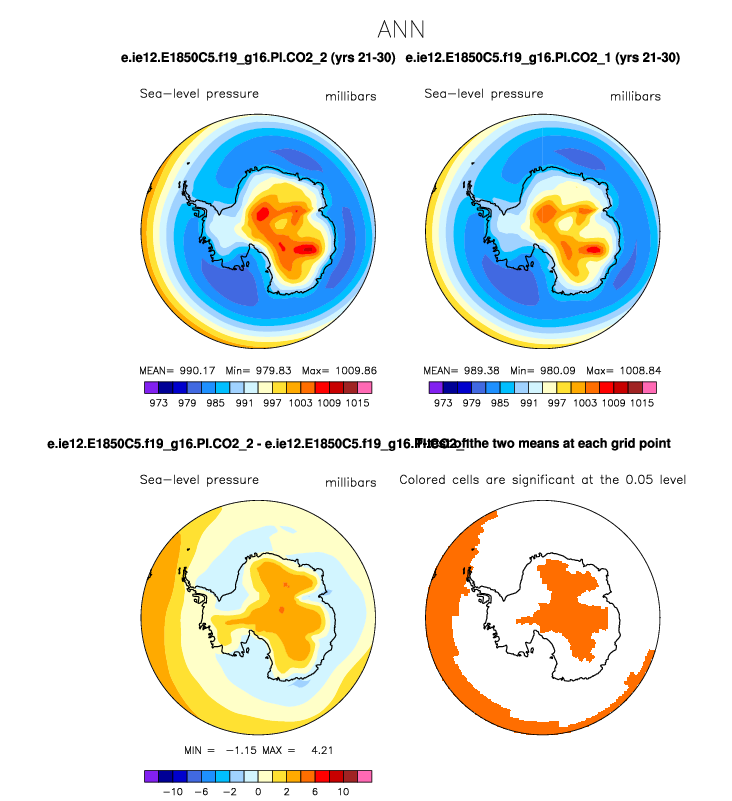 ANN
e.ie12.E1850C5.f19_g16.PI.CO2_2 (yrs 21-30) e.ie12.E1850C5.f19_g16.PI.CO2_1 (yrs 21-30)
Sea-level pressure millibars Sea-level pressure millibars
MEAN= 990.17 Min= 979.83 Max= 1009.86 MEAN= 989.38 Min= 980.09 Max= 1008.84
973 979 985 991 997 1003 1009 1015 973 979 985 991 997 1003 1009 1015
e.ie12.E1850C5.f19_g16.PI.CO2_2 - e.ie12.E1850C5.f19_g16.PI.CO2_ of the two means at each grid point
Sea-level pressure millibars Colored cells are significant at the 0.05 level
MIN = -1.15 MAX = 4.21
-10 -6 -2 0 2 6 10